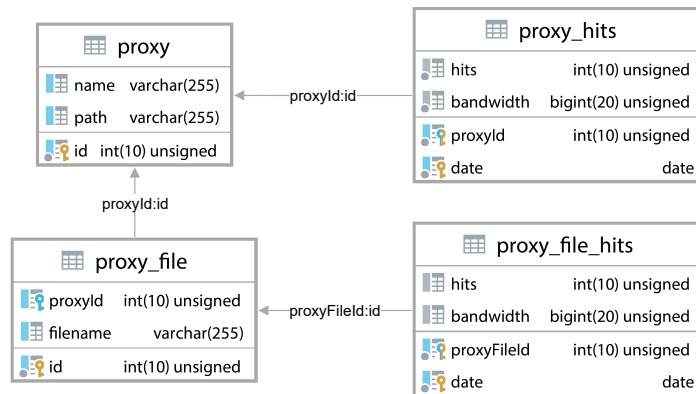 proxy
name varchar(255)
path varchar(255)
id int(10) unsigned
proxyId:id
proxy_hits
hits int(10) unsigned
bandwidth bigint(20) unsigned
proxyId int(10) unsigned
date date
proxyId:id
proxy_file
proxyId int(10) unsigned
filename varchar(255)
id int(10) unsigned
proxyFileId:id
proxy_file_hits
hits int(10) unsigned
bandwidth bigint(20) unsigned
proxyFileId int(10) unsigned
date date